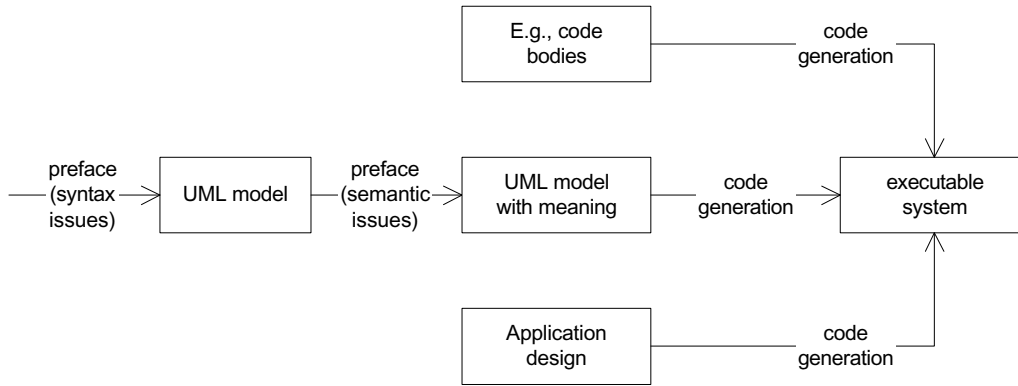 E.g., code
bodies
code
generation
preface
(syntax
issues)
UML model
preface
(semantic
issues)
UML model
with meaning
code
generation
executable
system
Application
design
code
generation